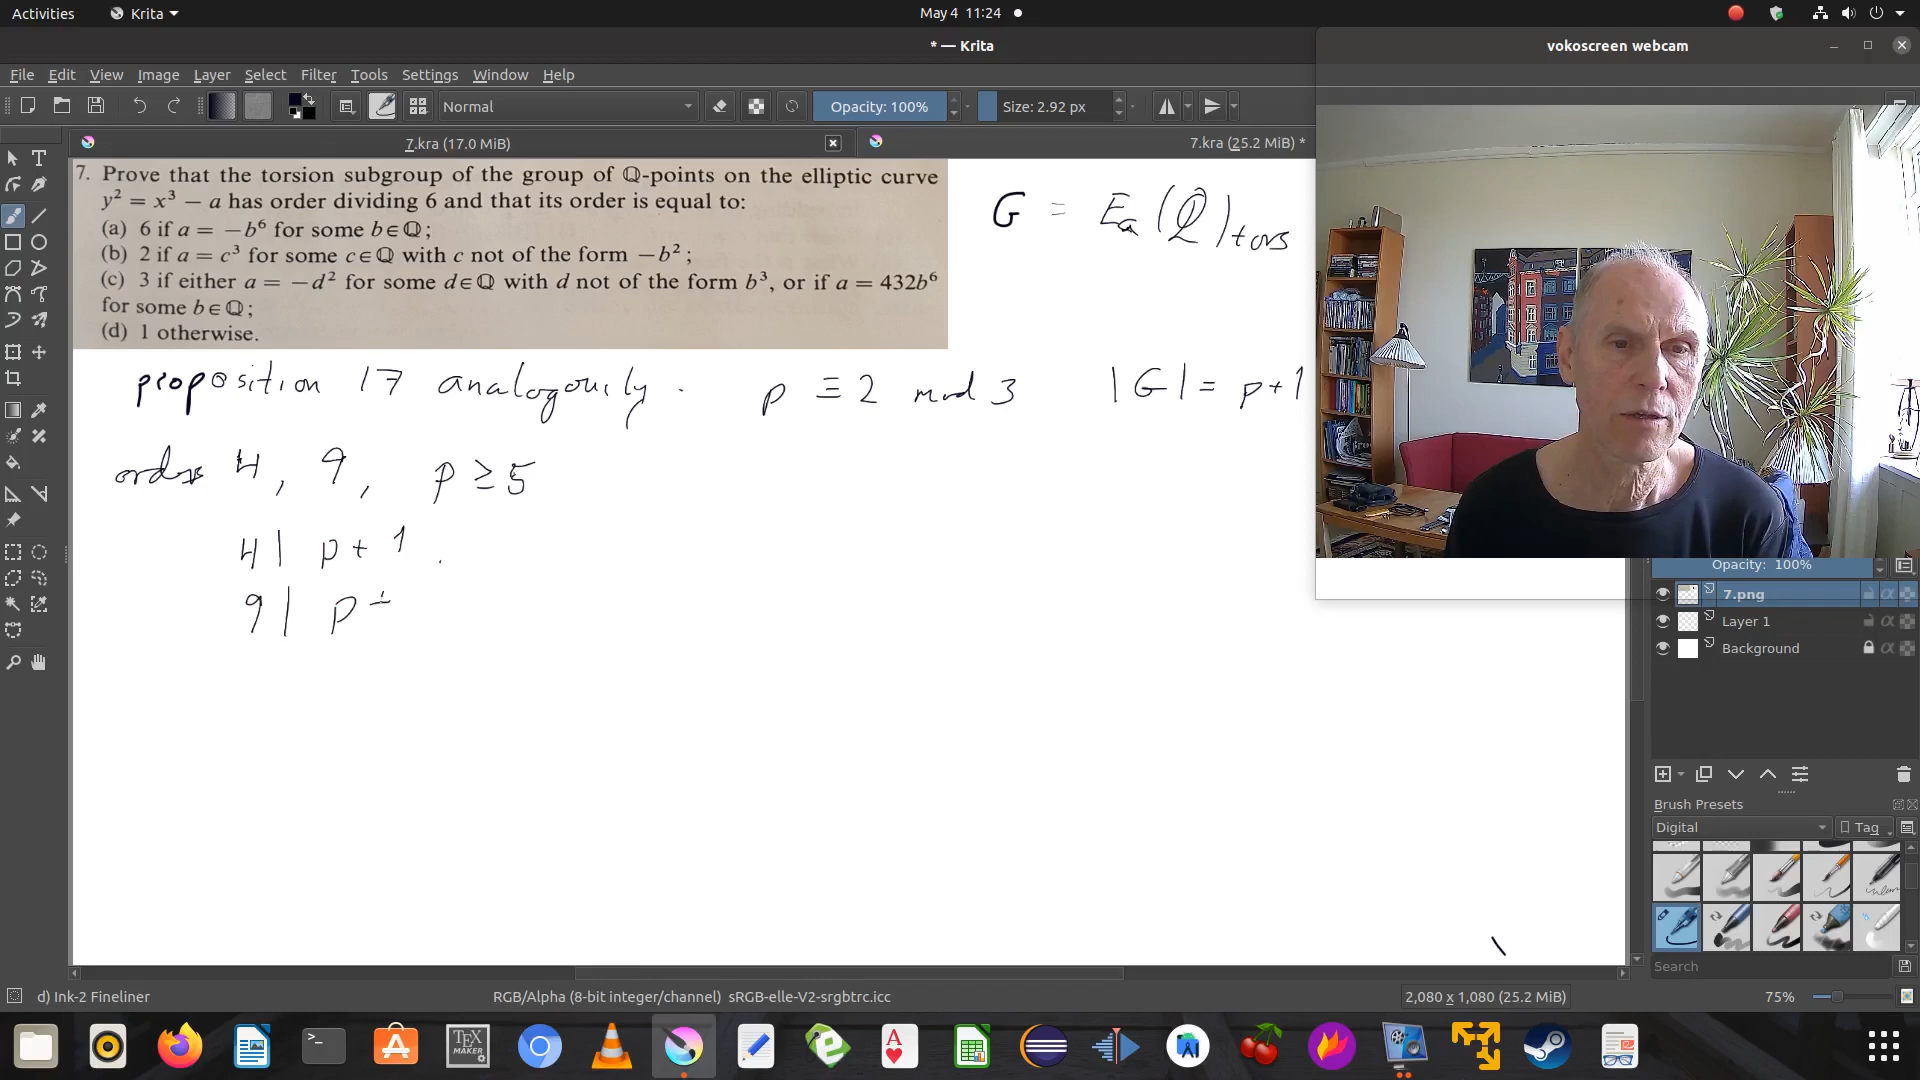 Activities Krita May 4 11:24
* — Krita
vokoscreen webcam
File Edit View Image Layer Select Filter Tools Settings Window Help
Normal Opacity: 100% Size: 2.92 px
7.kra (17.0 MiB) 7.kra (25.2 MiB) *
7. Prove that the torsion subgroup of the group of ℚ-points on the elliptic curve
y² = x³ − a has order dividing 6 and that its order is equal to:
(a) 6 if a = −b⁶ for some b∈ℚ;
(b) 2 if a = c³ for some c∈ℚ with c not of the form −b²;
(c) 3 if either a = −d² for some d∈ℚ with d not of the form b³, or if a = 432b⁶
for some b∈ℚ;
(d) 1 otherwise.
G = Ea(ℚ)tors
proposition 17 analogously. p ≡ 2 mod 3 |G| = p+1
order 4, 9, p ≥ 5
4 | p + 1.
9 | p +
Opacity: 100%
7.png
Layer 1
Background
Brush Presets
Digital Tag
Search
d) Ink-2 Fineliner RGB/Alpha (8-bit integer/channel) sRGB-elle-V2-srgbtrc.icc 2,080 x 1,080 (25.2 MiB) 75%
>_
TEX
MAKER
A